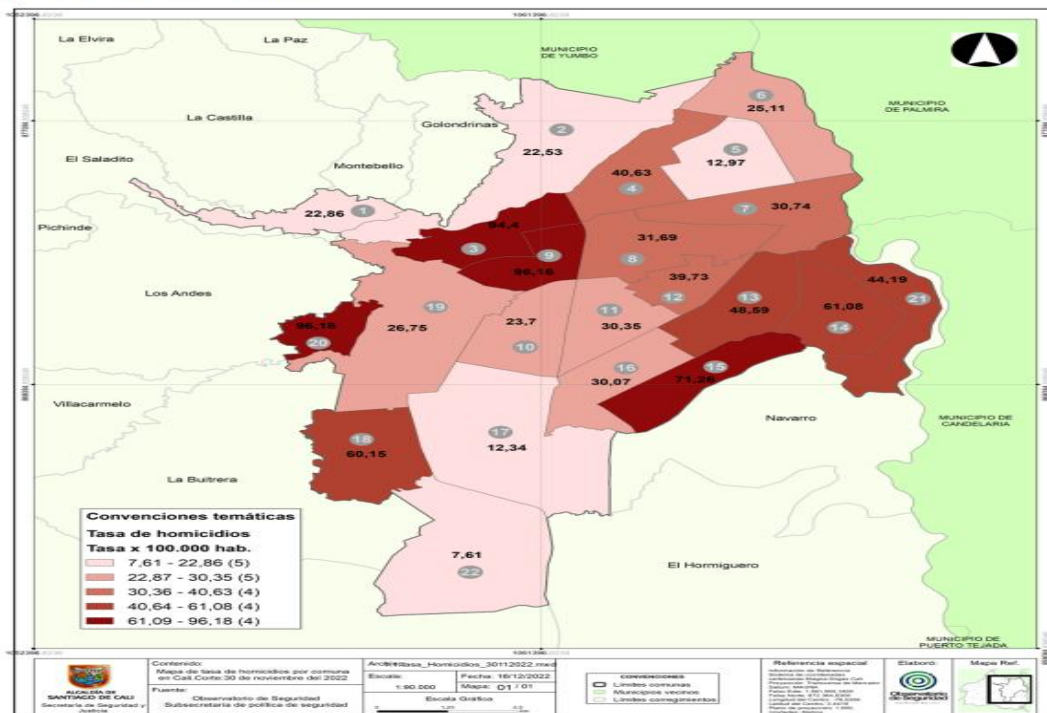 La Elvira
La Paz
MUNICIPIO
DE YUMBO
6
25,11
MUNICIPIO
DE PALMIRA
La Castilla
Golondrinas
2
22,53
El Saladito
Montebello
5
12,97
40,63
4
1
22,86
7
30,74
Pichinde
94,4
3
9
31,69
8
39,73
12
44,19
21
Los Andes
19
26,75
23,7
10
11
30,35
13
48,59
61,08
14
96,18
20
16
30,07
15
71,26
Villacarmelo
Navarro
MUNICIPIO DE
CANDELARIA
17
12,34
18
60,15
La Buitrera
7,61
22
El Hormiguero
MUNICIPIO DE
PUERTO TEJADA
Convenciones temáticas
Tasa de homicidios
Tasa x 100.000 hab.
7,61 - 22,86 (5)
22,87 - 30,35 (5)
30,36 - 40,63 (4)
40,64 - 61,08 (4)
61,09 - 96,18 (4)
ALCALDÍA DE
SANTIAGO DE CALI
Secretaría de Seguridad y
Justicia
Contenido:
Mapa de tasa de homicidios por comuna
en Cali.Corte:30 de noviembre del 2022
Fuente:
Observatorio de Seguridad
Subsecretaría de política de seguridad
Tasa_Homicidios_30112022.mxd
Escala:
1:90.000
Fecha: 16/12/2022
Mapa: 01 / 01
Escala Gráfica
CONVENCIONES
Límites comunas
Municipios vecinos
Límites corregimientos
Referencia espacial
Elaboró:
Observatorio
de Seguridad
Mapa Ref.